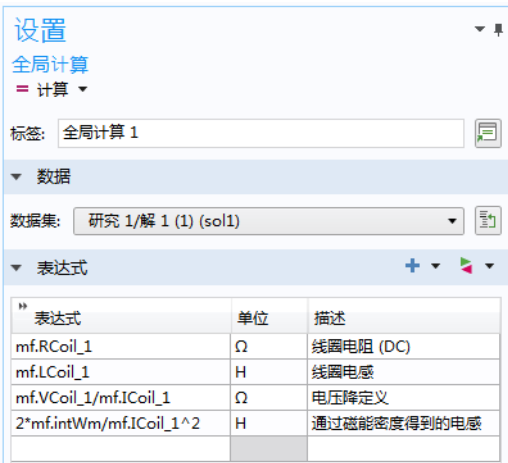 设置
全局计算
= 计算
标签: 全局计算 1
数据
数据集: 研究 1/解 1 (1) (sol1)
表达式
表达式 单位 描述
mf.RCoil_1 Ω 线圈电阻 (DC)
mf.LCoil_1 H 线圈电感
mf.VCoil_1/mf.ICoil_1 Ω 电压降定义
2*mf.intWm/mf.ICoil_1^2 H 通过磁能密度得到的电感